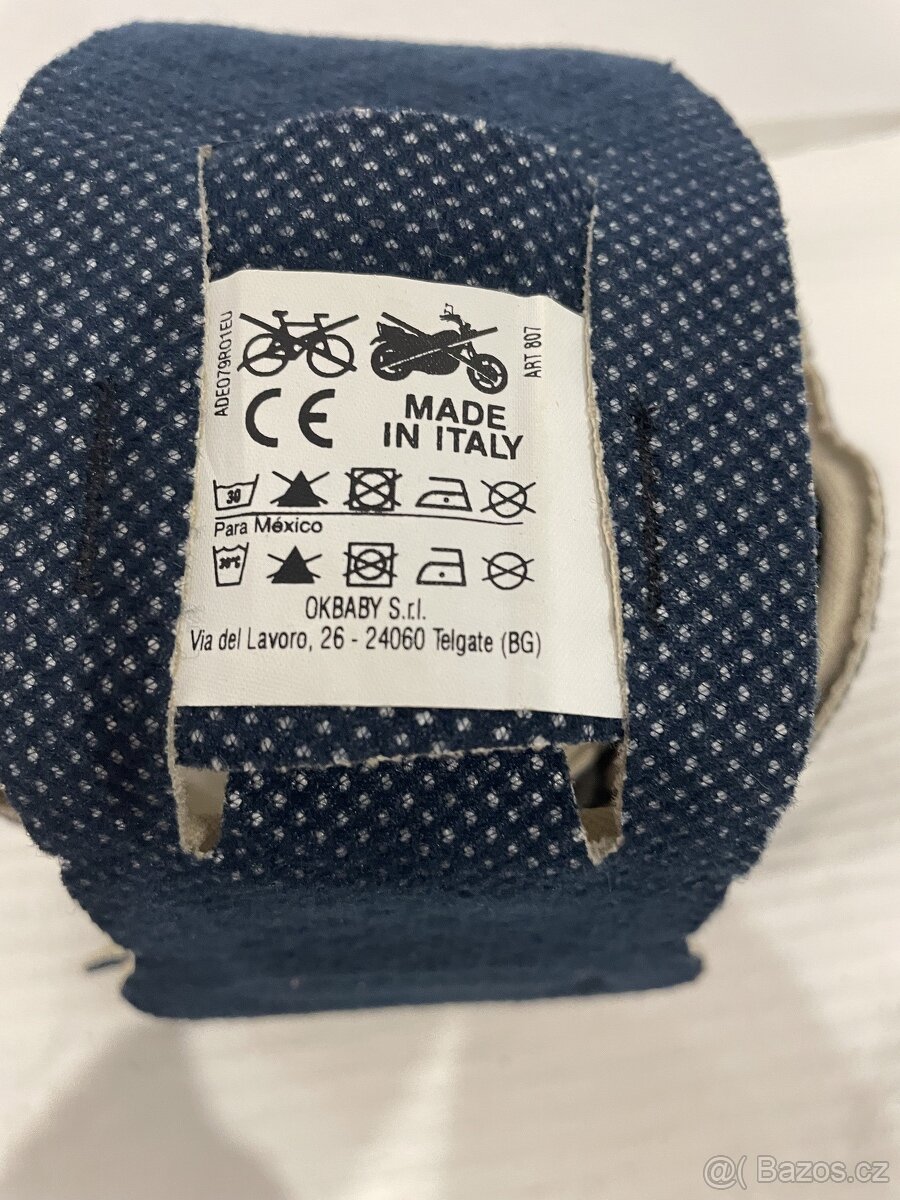 ADE079R01EU
ART 807
CE
MADE
IN ITALY
30
Para México
30°C
OKBABY S.r.l.
Via del Lavoro, 26 - 24060 Telgate (BG)
@( Bazos.cz